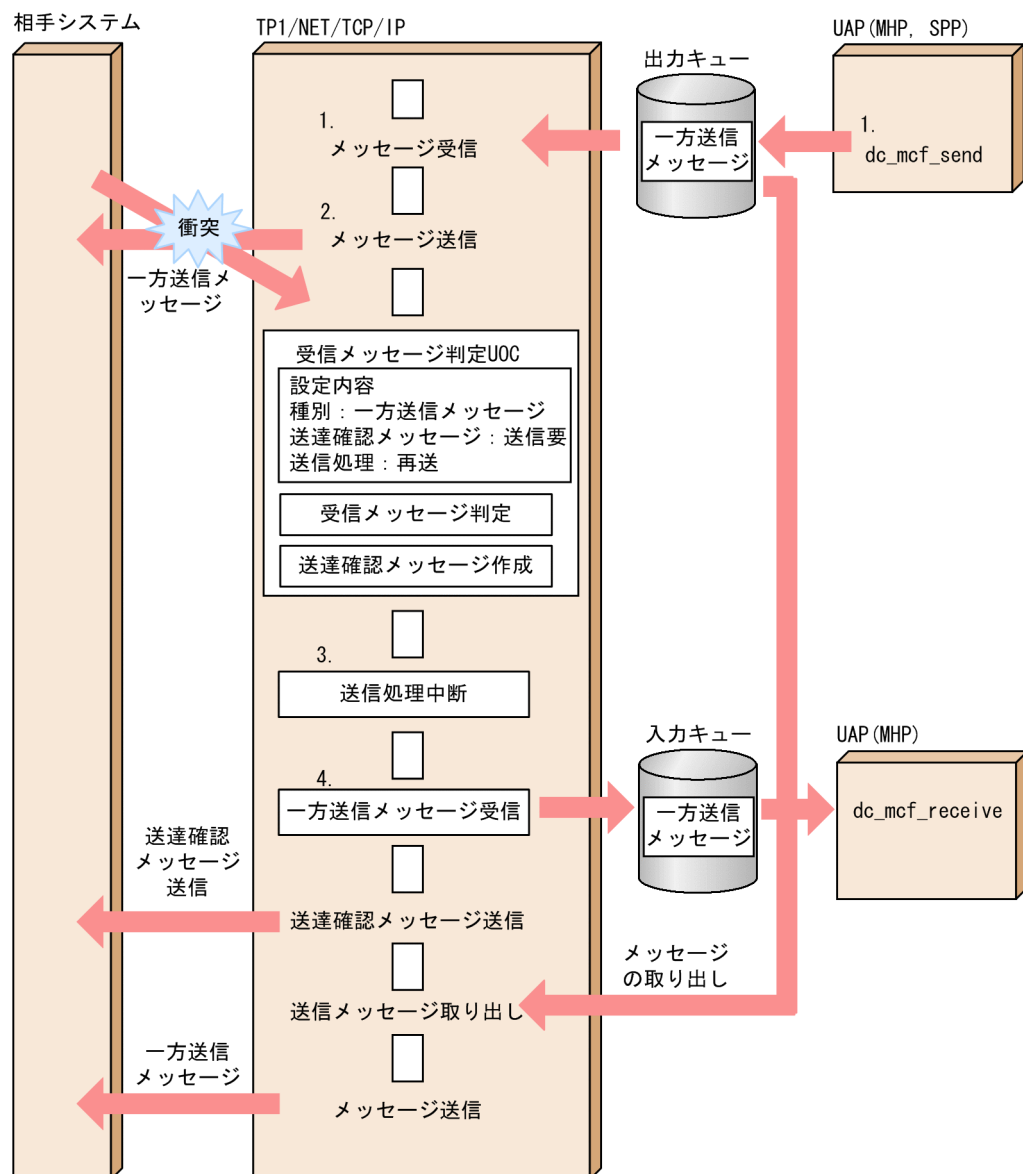 相手システム
TP1/NET/TCP/IP
UAP(MHP, SPP)
出力キュー
1.
メッセージ受信
一方送信
メッセージ
1.
dc_mcf_send
衝突
2.
メッセージ送信
一方送信メ
ッセージ
受信メッセージ判定UOC
設定内容
種別：一方送信メッセージ
送達確認メッセージ：送信要
送信処理：再送
受信メッセージ判定
送達確認メッセージ作成
3.
送信処理中断
入力キュー
UAP(MHP)
4.
一方送信メッセージ受信
一方送信
メッセージ
dc_mcf_receive
送達確認
メッセージ
送信
送達確認メッセージ送信
メッセージ
の取り出し
送信メッセージ取り出し
一方送信
メッセージ
メッセージ送信